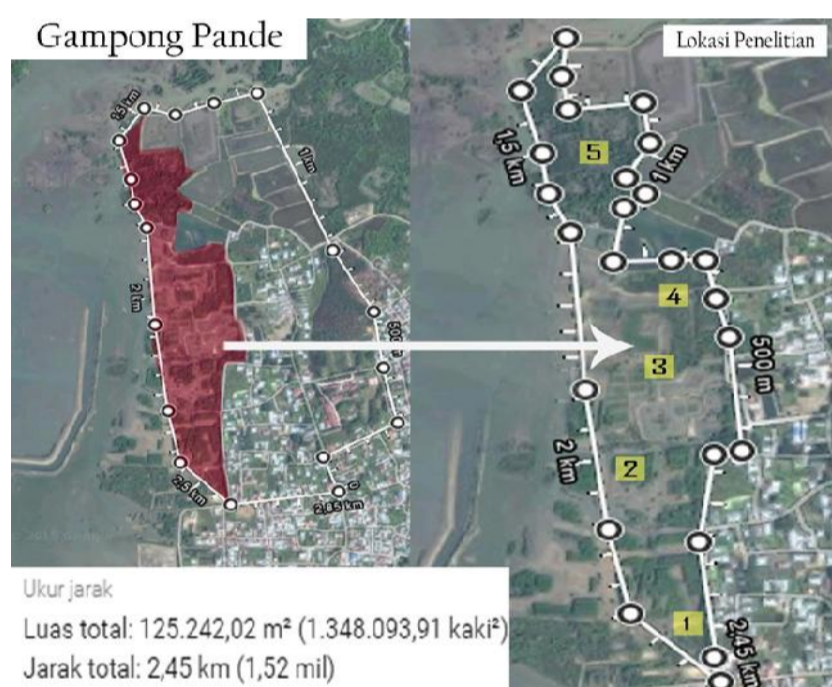 Gampong Pande
Lokasi Penelitian
1,5 km
1 km
2 km
500 m
2,5 km
0
2,85 km
1,5 km
5
1 km
4
3
500 m
2
2 km
1
2,45 km
Ukur jarak
Luas total: 125.242,02 m² (1.348.093,91 kaki²)
Jarak total: 2,45 km (1,52 mil)